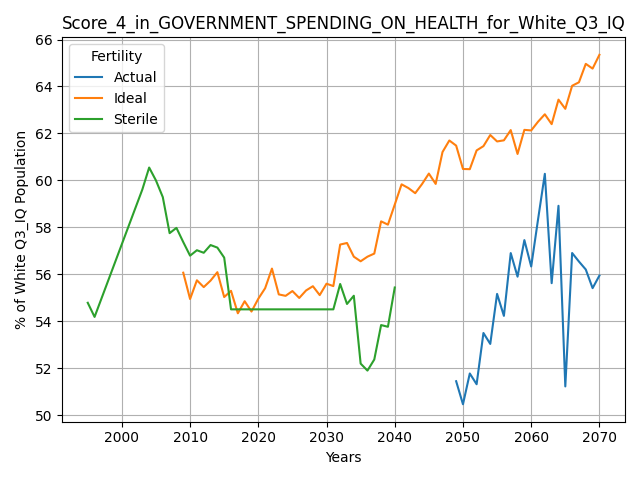 Score_4_in_GOVERNMENT_SPENDING_ON_HEALTH_for_White_Q3_IQ
Fertility
Actual
Ideal
Sterile
% of White Q3_IQ Population
66
64
62
60
58
56
54
52
50
2000
2010
2020
2030
2040
2050
2060
2070
Years